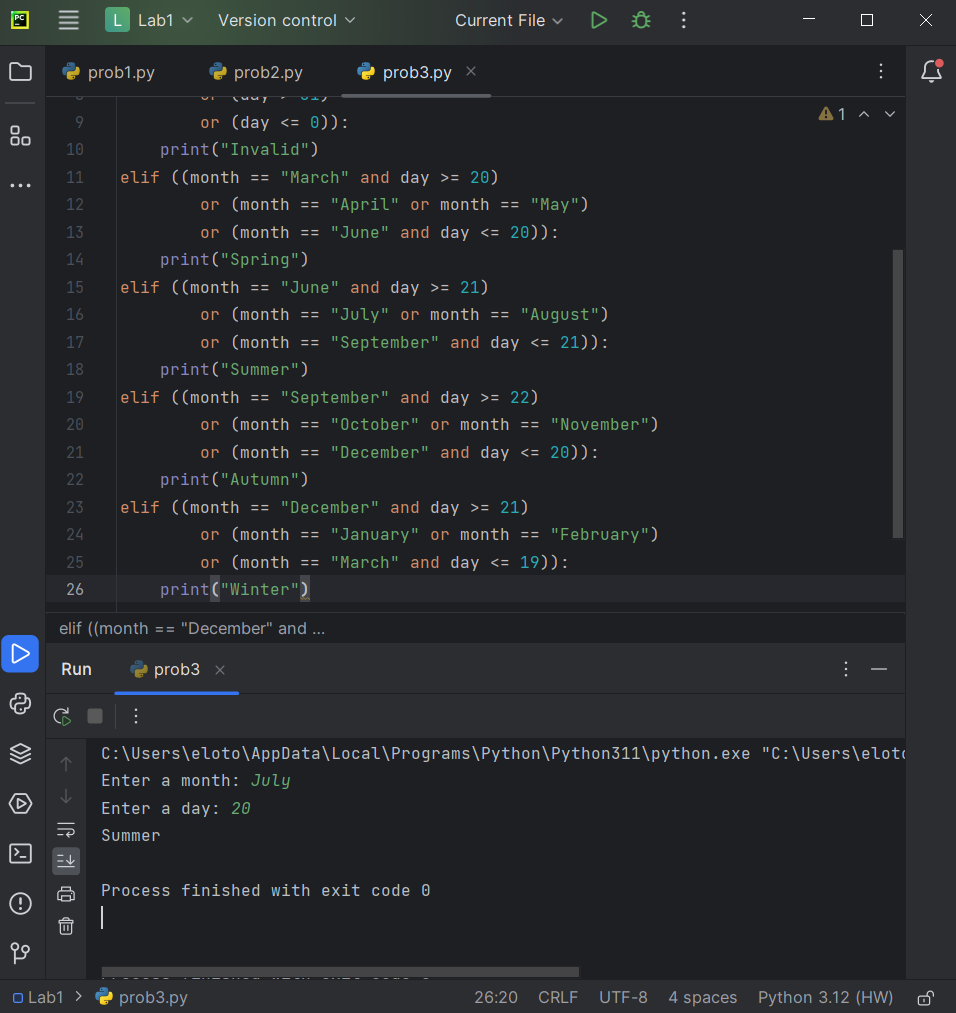 L Lab1 Version control Current File
prob1.py prob2.py prob3.py
9 or (day <= 0)): 1
10 print("Invalid")
11 elif ((month == "March" and day >= 20)
12 or (month == "April" or month == "May")
13 or (month == "June" and day <= 20)):
14 print("Spring")
15 elif ((month == "June" and day >= 21)
16 or (month == "July" or month == "August")
17 or (month == "September" and day <= 21)):
18 print("Summer")
19 elif ((month == "September" and day >= 22)
20 or (month == "October" or month == "November")
21 or (month == "December" and day <= 20)):
22 print("Autumn")
23 elif ((month == "December" and day >= 21)
24 or (month == "January" or month == "February")
25 or (month == "March" and day <= 19)):
26 print("Winter")
elif ((month == "December" and ...
Run prob3
C:\Users\eloto\AppData\Local\Programs\Python\Python311\python.exe "C:\Users\eloto
Enter a month: July
Enter a day: 20
Summer
Process finished with exit code 0
Lab1 > prob3.py 26:20 CRLF UTF-8 4 spaces Python 3.12 (HW)